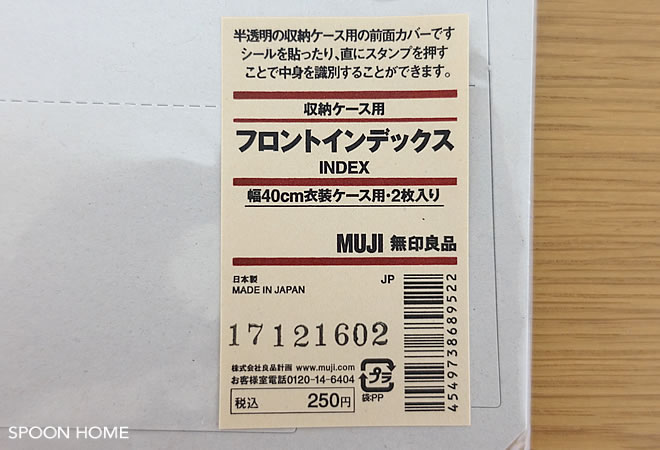 半透明の収納ケース用の前面カバーです
シールを貼ったり、直にスタンプを押す
ことで中身を識別することができます。
収納ケース用
フロントインデックス
INDEX
幅40cm衣装ケース用・2枚入り
MUJI 無印良品
日本製
MADE IN JAPAN
JP
17121602
株式会社良品計画 www.muji.com
お客様室電話0120-14-6404
税込 250円
プラ
袋:PP
4549738689522
SPOON HOME